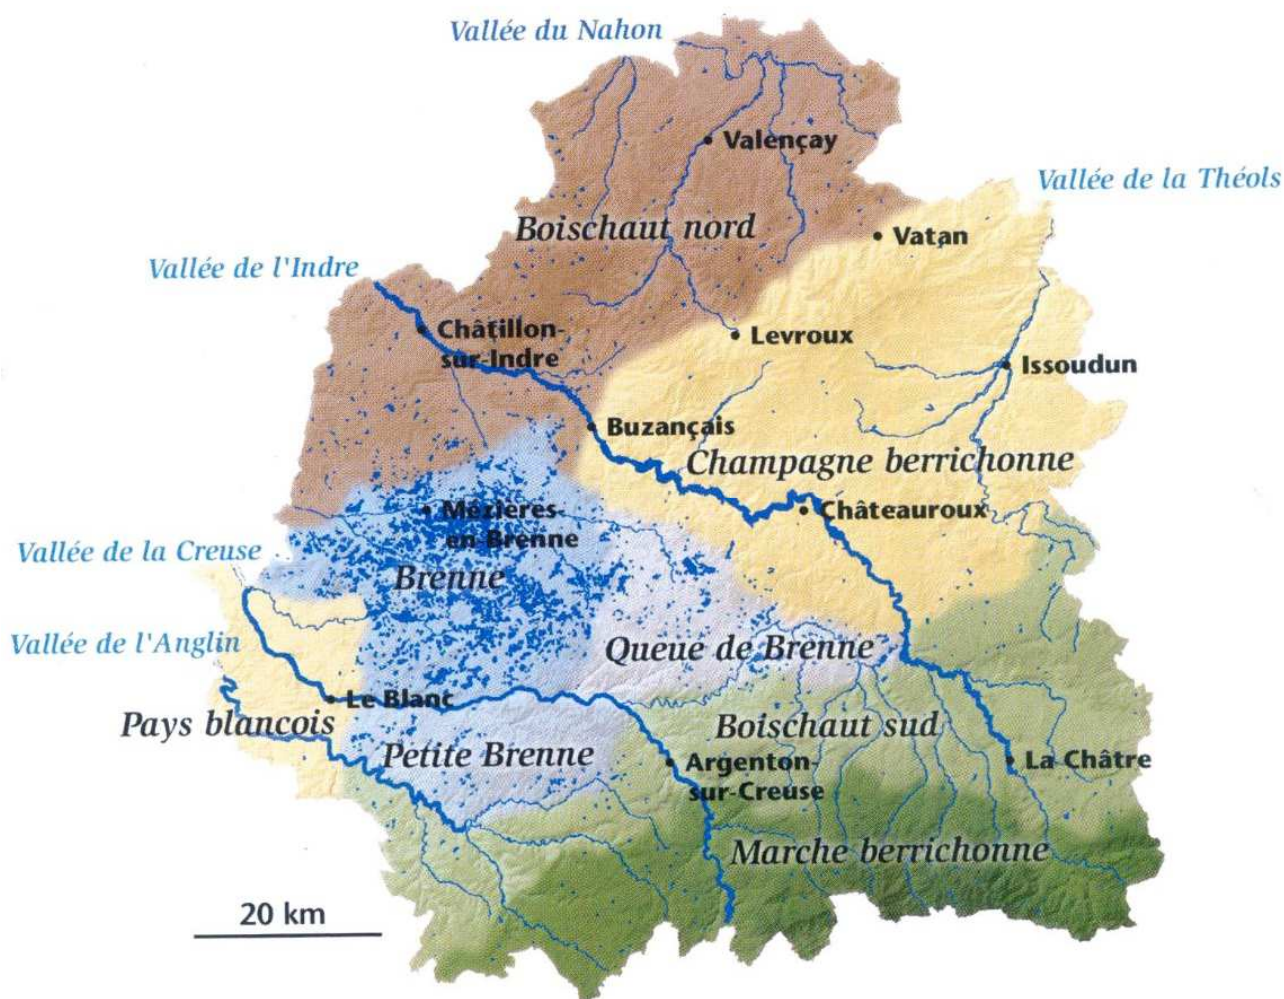 Vallée du Nahon
Valençay
Vallée de la Théols
Boischaut nord
Vatan
Vallée de l'Indre
Châtillon-
sur-Indre
Levroux
Issoudun
Buzançais
Champagne berrichonne
Mézières-
en-Brenne
Châteauroux
Vallée de la Creuse
Brenne
Vallée de l'Anglin
Queue de Brenne
Le Blanc
Pays blancois
Boischaut sud
Petite Brenne
Argenton-
sur-Creuse
La Châtre
Marche berrichonne
20 km